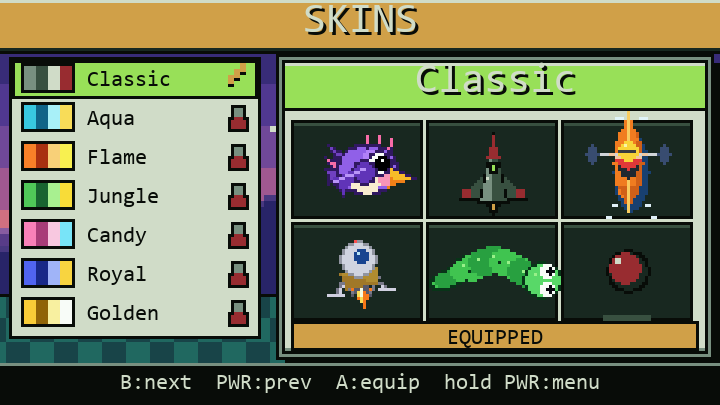 SKINS
Classic
Aqua
Flame
Jungle
Candy
Royal
Golden
Classic
EQUIPPED
B:next PWR:prev A:equip hold PWR:menu